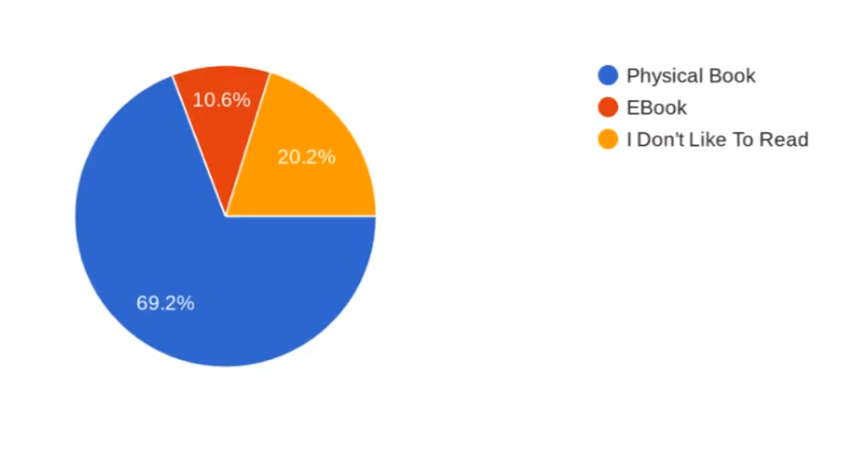 10.6%
20.2%
69.2%
Physical Book
EBook
I Don't Like To Read